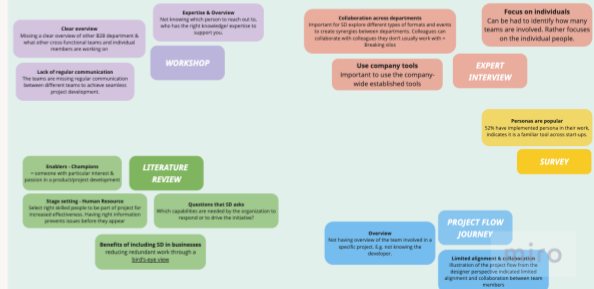 Clear overview
Missing a clear overview of other B2B department &
what other cross-functional teams and individual
members are working on
Expertise & Overview
Not knowing which person to reach out to,
who has the right knowledge/ expertise to
support you.
Lack of regular communication
The teams are missing regular communication
between different teams to achieve seamless
project development.
WORKSHOP
Collaboration across departments
Important for SD explore different types of formats and events
to create synergies between departments. Colleagues can
collaborate with colleagues they don't usually work with =
Breaking silos
Focus on individuals
Can be had to identify how many
teams are involved. Rather focuses
on the individual people.
Use company tools
Important to use the company-
wide established tools
EXPERT
INTERVIEW
Personas are popular
52% have implemented persona in their work,
indicates it is a familiar tool across start-ups.
SURVEY
Enablers - Champions
= someone with particular interest &
passion in a product/project development
LITERATURE
REVIEW
Stage setting - Human Resource
Select right skilled people to be part of project for
increased effectiveness. Having right information
prevents issues before they appear
Questions that SD asks
Which capabilities are needed by the organization to
respond or to drive the initiative?
Benefits of including SD in businesses
reducing redundant work through a
bird's-eye view
Overview
Not having overview of the team involved in a
specific project. E.g. not knowing the
developer.
PROJECT FLOW
JOURNEY
Limited alignment & collaboration
Illustration of the project flow from the
designer perspective indicated limited
alignment and collaboration between team
members
miro